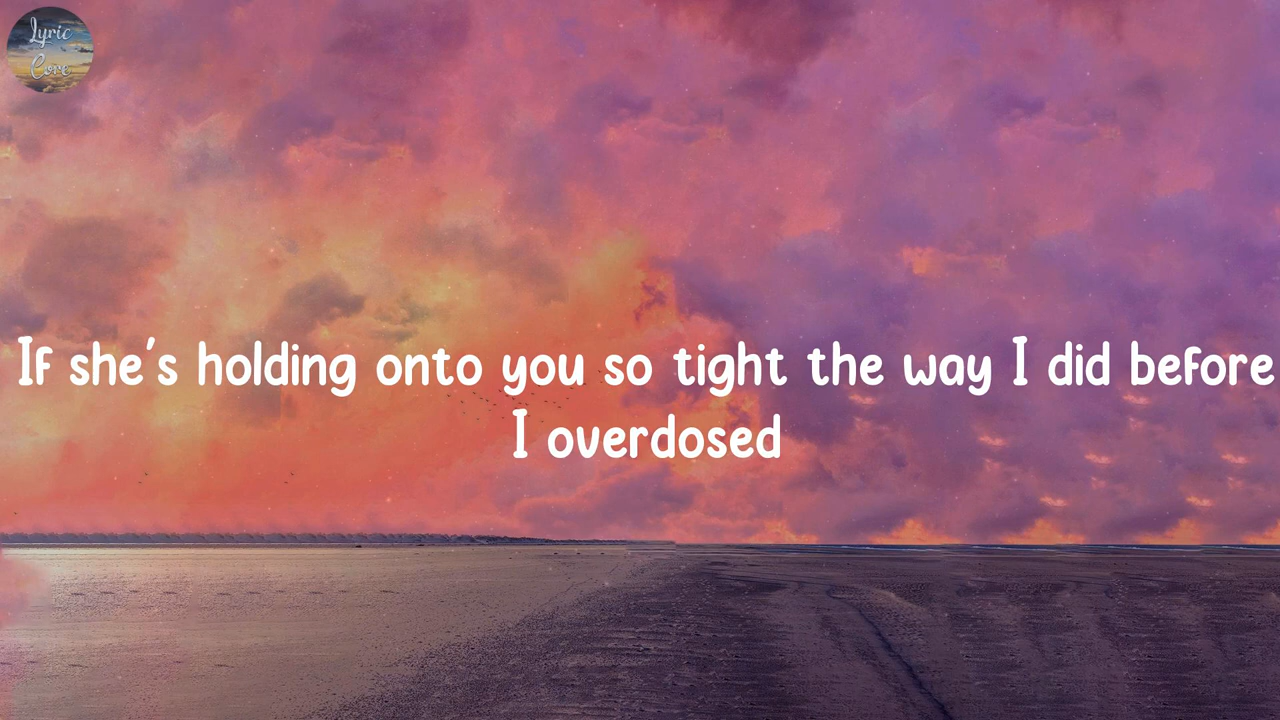 Lyric
Core
If she's holding onto you so tight the way I did before
I overdosed